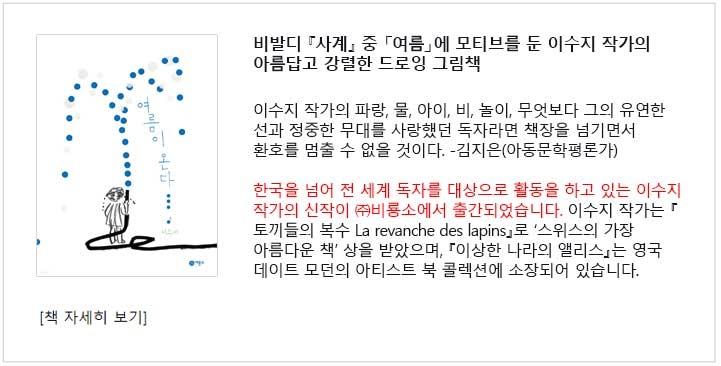 비발디 『사계』 중 「여름」에 모티브를 둔 이수지 작가의
아름답고 강렬한 드로잉 그림책
이수지 작가의 파랑, 물, 아이, 비, 놀이, 무엇보다 그의 유연한
선과 정중한 무대를 사랑했던 독자라면 책장을 넘기면서
환호를 멈출 수 없을 것이다. -김지은(아동문학평론가)
한국을 넘어 전 세계 독자를 대상으로 활동을 하고 있는 이수지
작가의 신작이 ㈜비룡소에서 출간되었습니다. 이수지 작가는 『
토끼들의 복수 La revanche des lapins』로 ‘스위스의 가장
아름다운 책’ 상을 받았으며, 『이상한 나라의 앨리스』는 영국
데이트 모던의 아티스트 북 콜렉션에 소장되어 있습니다.
여름이 온다
이수지
비룡소
[책 자세히 보기]